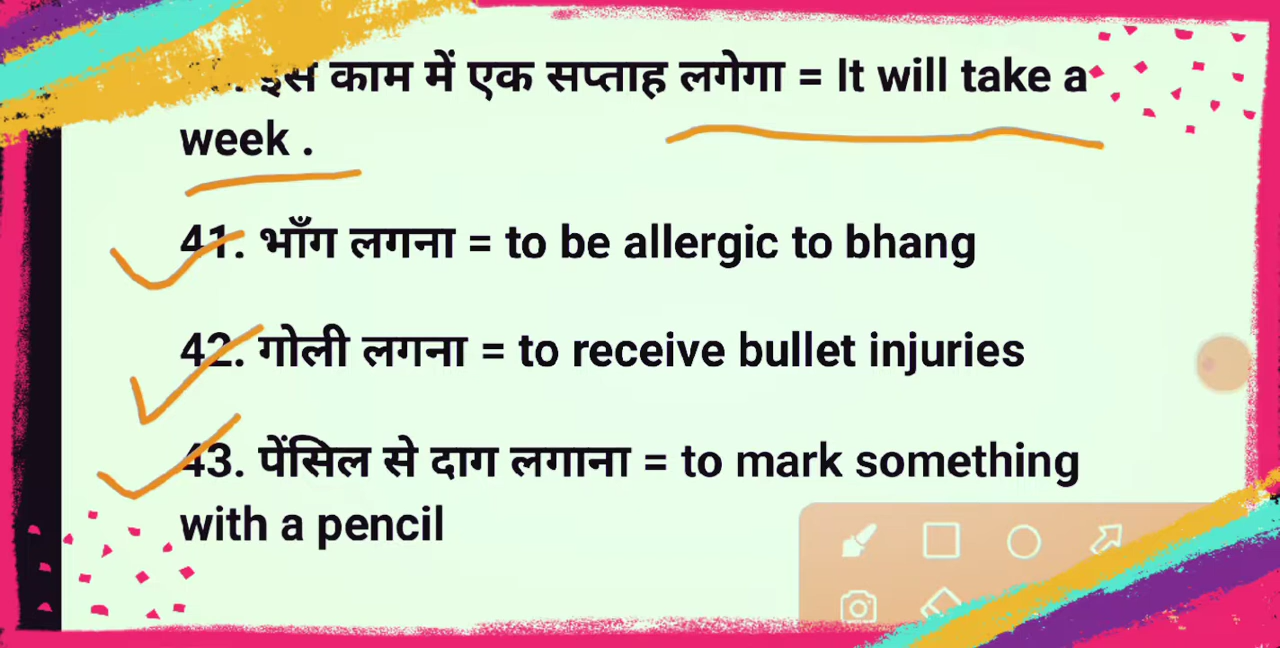 इस काम में एक सप्ताह लगेगा = It will take a
week .
41. भाँग लगना = to be allergic to bhang
42. गोली लगना = to receive bullet injuries
43. पेंसिल से दाग लगाना = to mark something
with a pencil